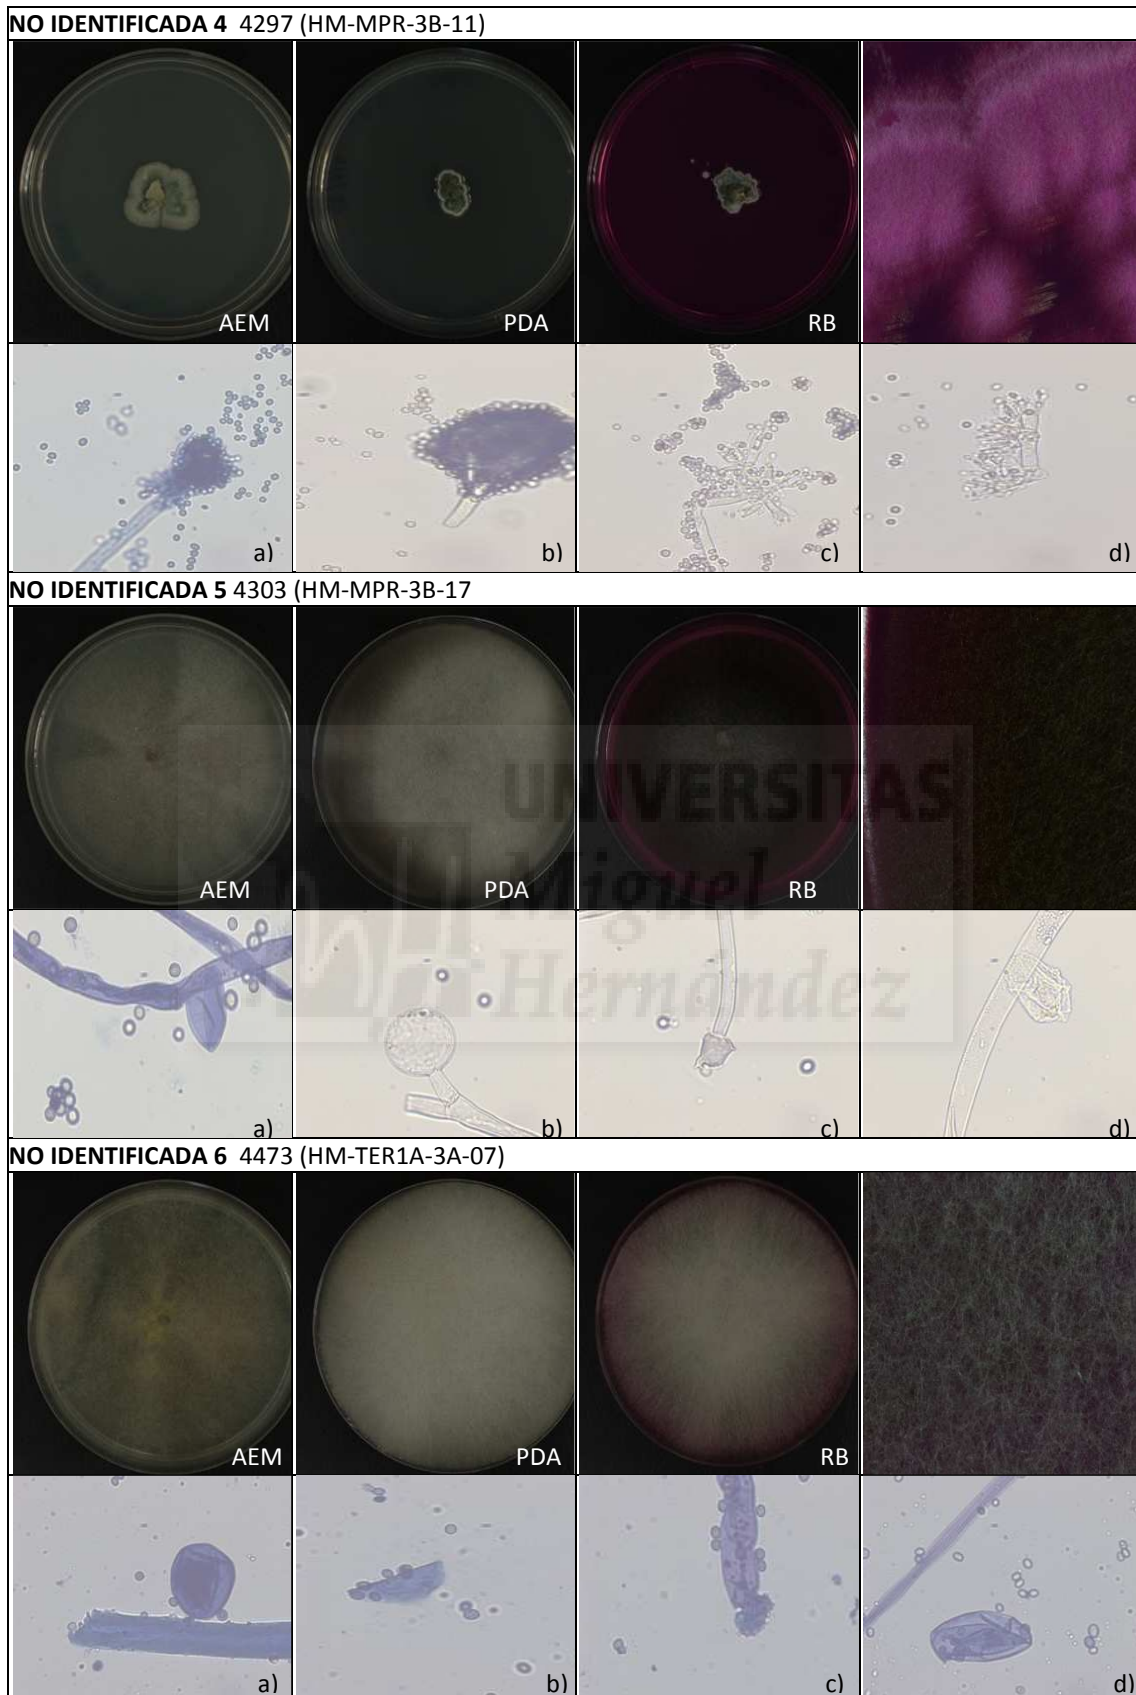 NO IDENTIFICADA 4 4297 (HM-MPR-3B-11)
AEM PDA RB
a) b) c) d)
NO IDENTIFICADA 5 4303 (HM-MPR-3B-17
UNIVERSITAS
Miguel
AEM PDA RB
Hernández
a) b) c) d)
NO IDENTIFICADA 6 4473 (HM-TER1A-3A-07)
AEM PDA RB
a) b) c) d)